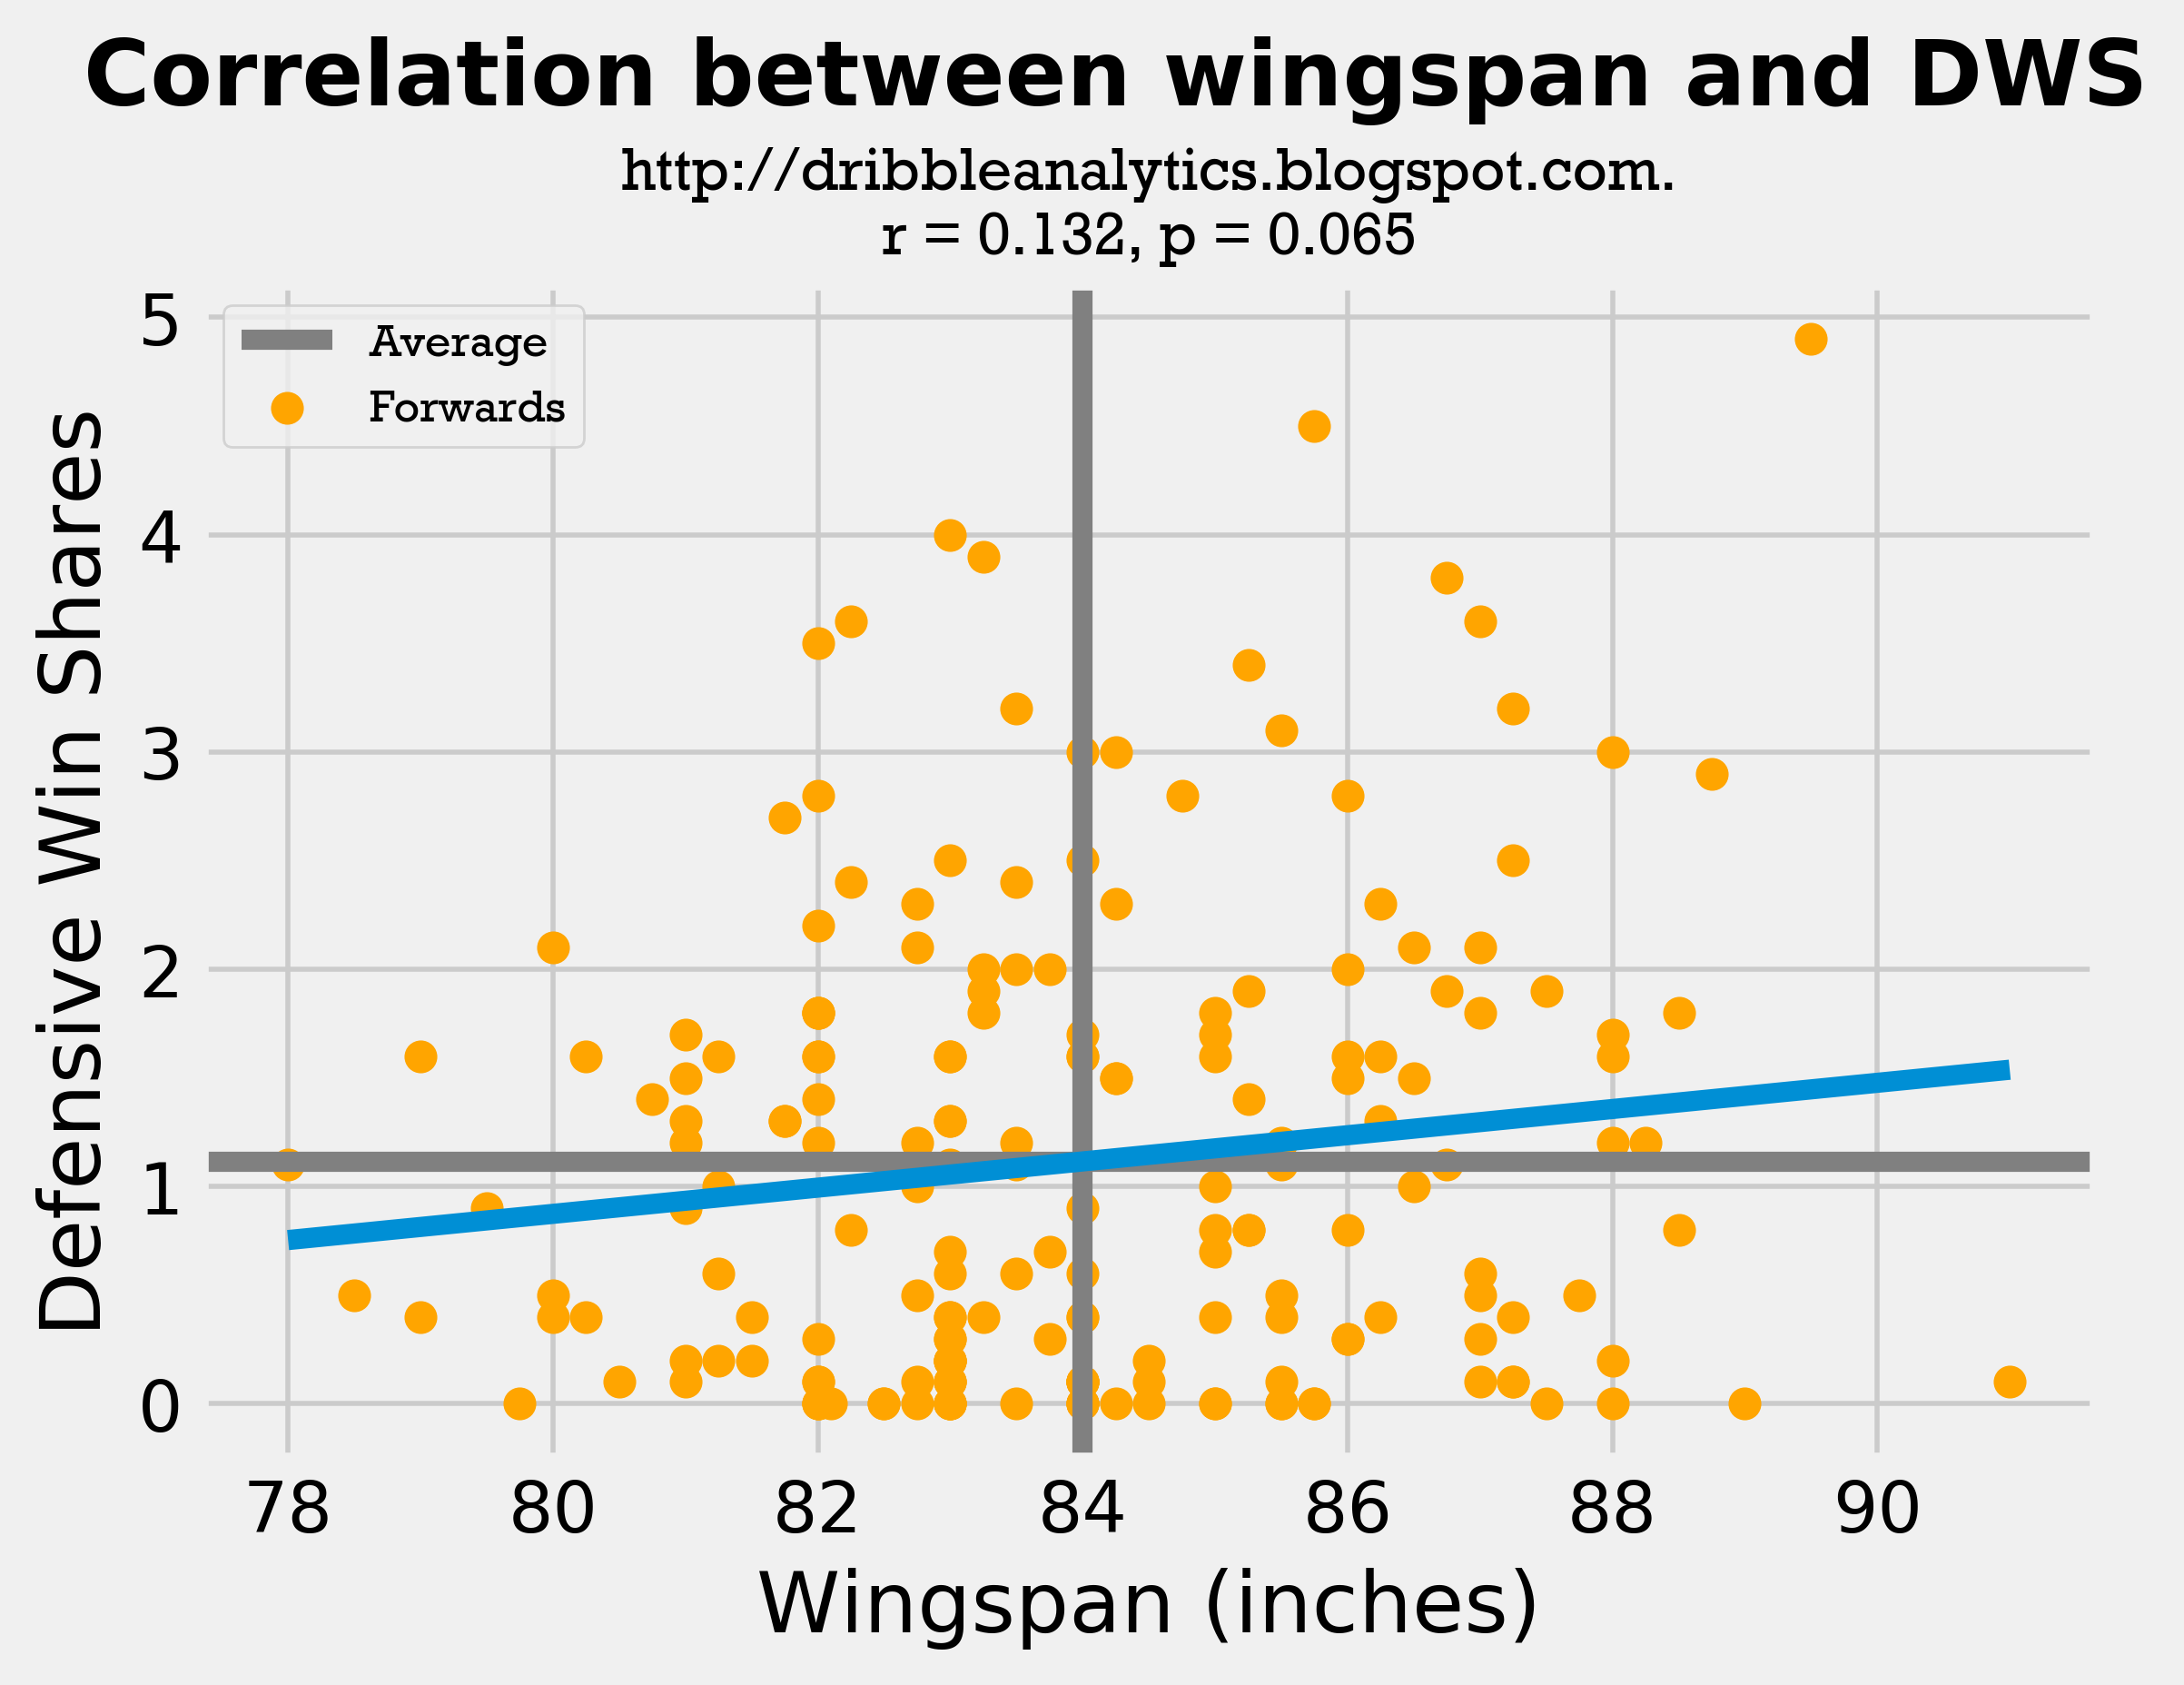 Correlation between wingspan and DWS
http://dribbleanalytics.blogspot.com.
r = 0.132, p = 0.065
Average
Forwards
Defensive Win Shares
5
4
3
2
1
0
78 80 82 84 86 88 90
Wingspan (inches)